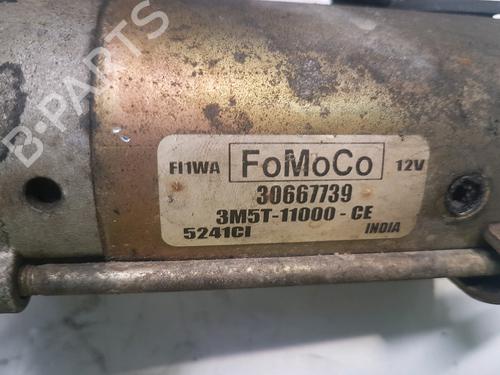 B-PARTS
FI1WA FoMoCo 12V
30667739
3M5T-11000-CE
5241CI INDIA